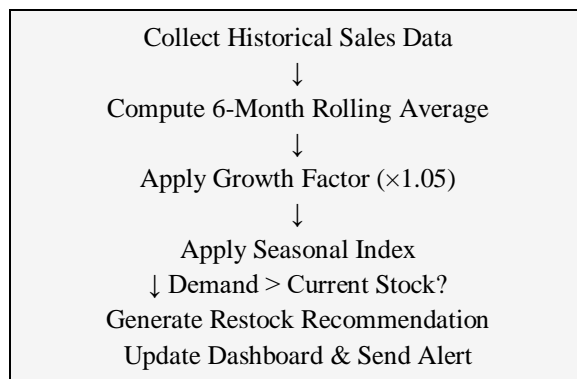 Collect Historical Sales Data
↓
Compute 6-Month Rolling Average
↓
Apply Growth Factor (×1.05)
↓
Apply Seasonal Index
↓ Demand > Current Stock?
Generate Restock Recommendation
Update Dashboard & Send Alert